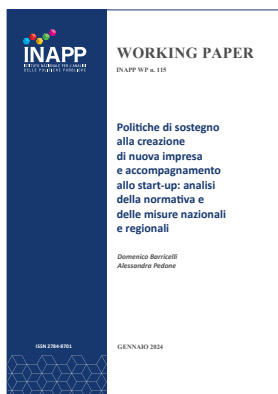 INAPP
ISTITUTO NAZIONALE PER L'ANALISI
DELLE POLITICHE PUBBLICHE
WORKING PAPER
INAPP WP n. 115
Politiche di sostegno
alla creazione
di nuova impresa
e accompagnamento
allo start-up: analisi
della normativa e
delle misure nazionali
e regionali
Domenico Barricelli
Alessandra Pedone
ISSN 2784-8701
GENNAIO 2024